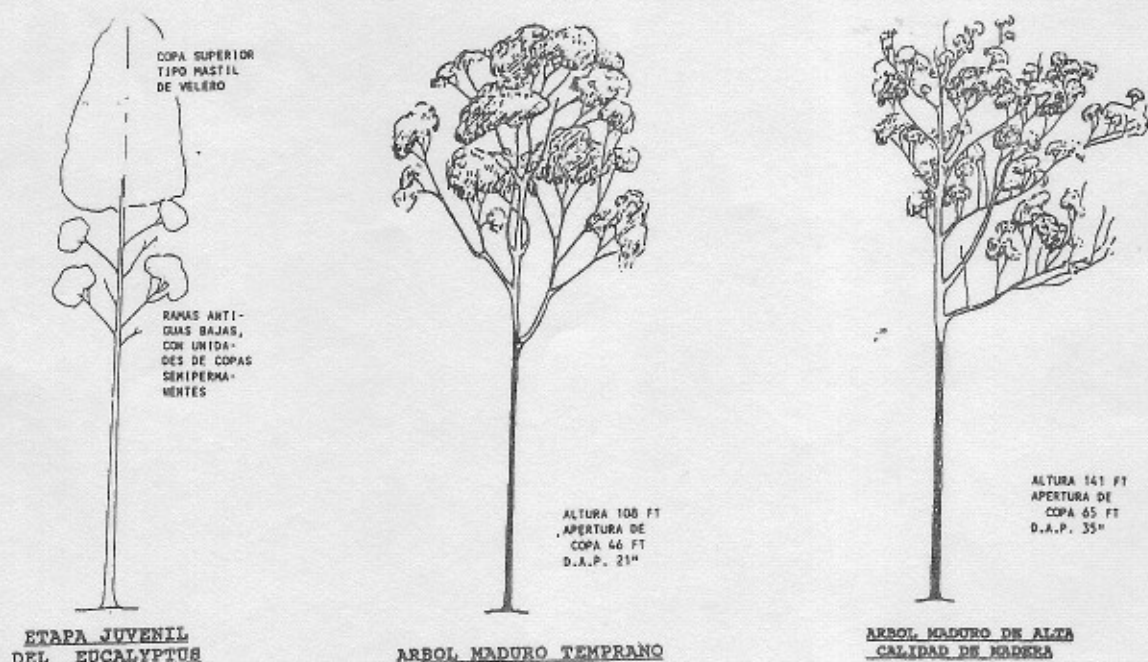 COPA SUPERIOR
TIPO MASTIL
DE VELERO
RAMAS ANTI-
GUAS BAJAS,
CON UNIDA-
DES DE COPAS
SEMIPERMA-
NENTES
ETAPA JUVENIL
DEL EUCALYPTUS
ALTURA 108 FT
APERTURA DE
COPA 46 FT
D.A.P. 21"
ARBOL MADURO TEMPRANO
ALTURA 141 FT
APERTURA DE
COPA 65 FT
D.A.P. 35"
ARBOL MADURO DE ALTA
CALIDAD DE MADERA